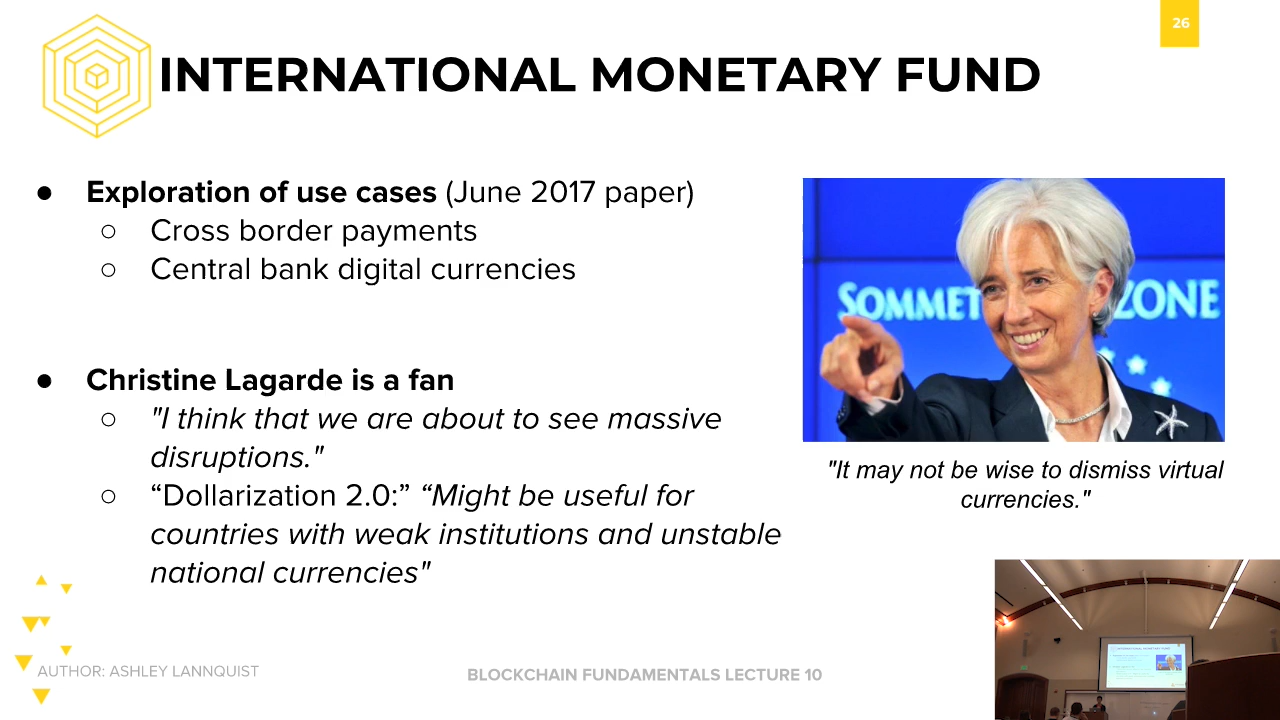 26
INTERNATIONAL MONETARY FUND
● Exploration of use cases (June 2017 paper)
○ Cross border payments
○ Central bank digital currencies
● Christine Lagarde is a fan
○ "I think that we are about to see massive
disruptions."
○ “Dollarization 2.0:” “Might be useful for
countries with weak institutions and unstable
national currencies"
SOMMET ZONE
"It may not be wise to dismiss virtual
currencies."
AUTHOR: ASHLEY LANNQUIST
BLOCKCHAIN FUNDAMENTALS LECTURE 10
INTERNATIONAL MONETARY FUND